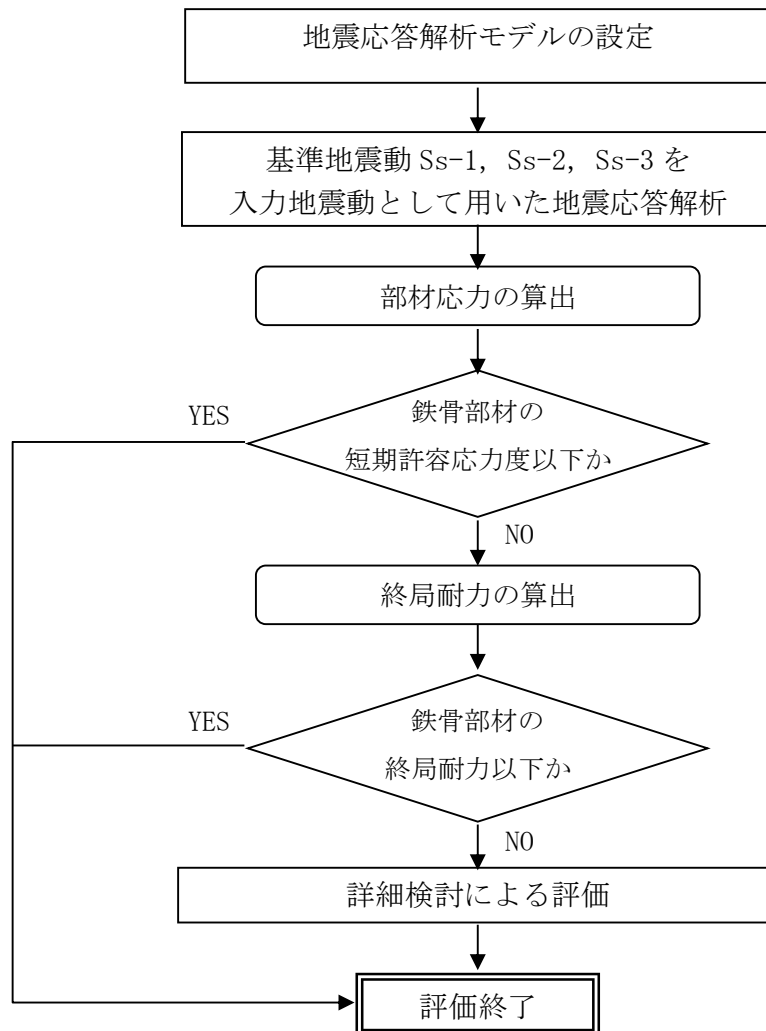 地震応答解析モデルの設定
基準地震動 Ss-1, Ss-2, Ss-3 を
入力地震動として用いた地震応答解析
部材応力の算出
YES
鉄骨部材の
短期許容応力度以下か
NO
終局耐力の算出
YES
鉄骨部材の
終局耐力以下か
NO
詳細検討による評価
評価終了